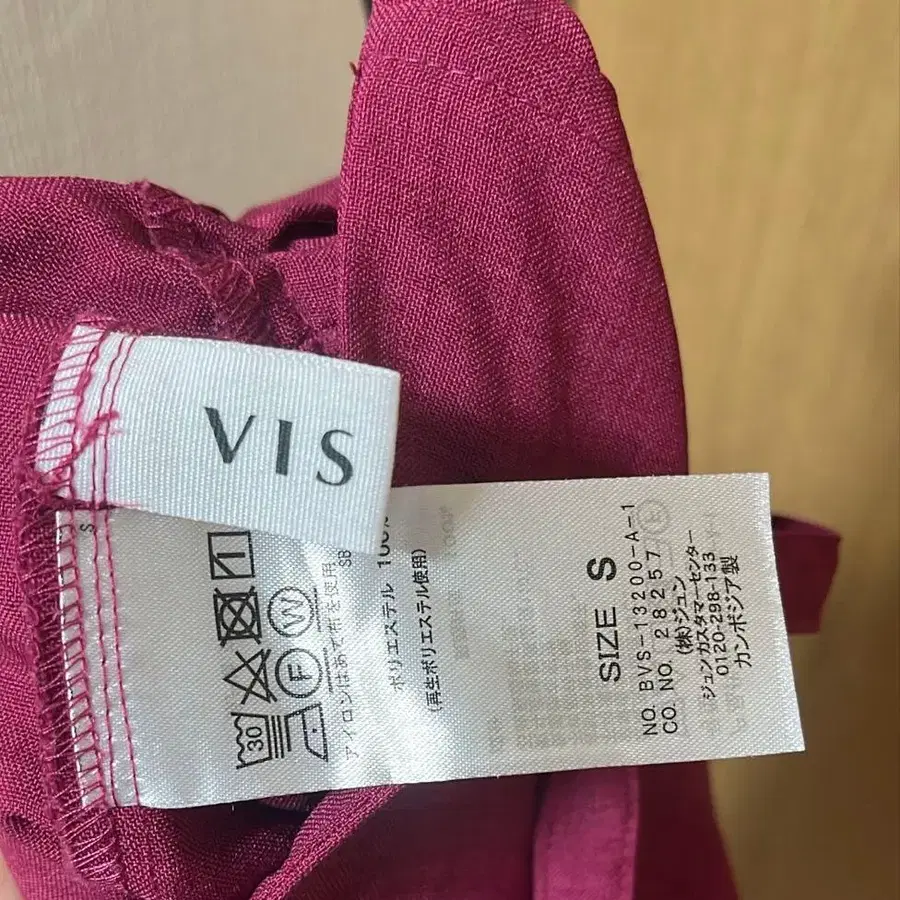 VIS
S
30
F
W
アイロンはあて布を使用
SB
ポリエステル 100%
(再生ポリエステル使用)
SIZE S
NO. BVS-13200-A-1
CO. NO. 28257
(株)ジュン
ジュンカスタマーセンター
0120-298-133
カンボジア製